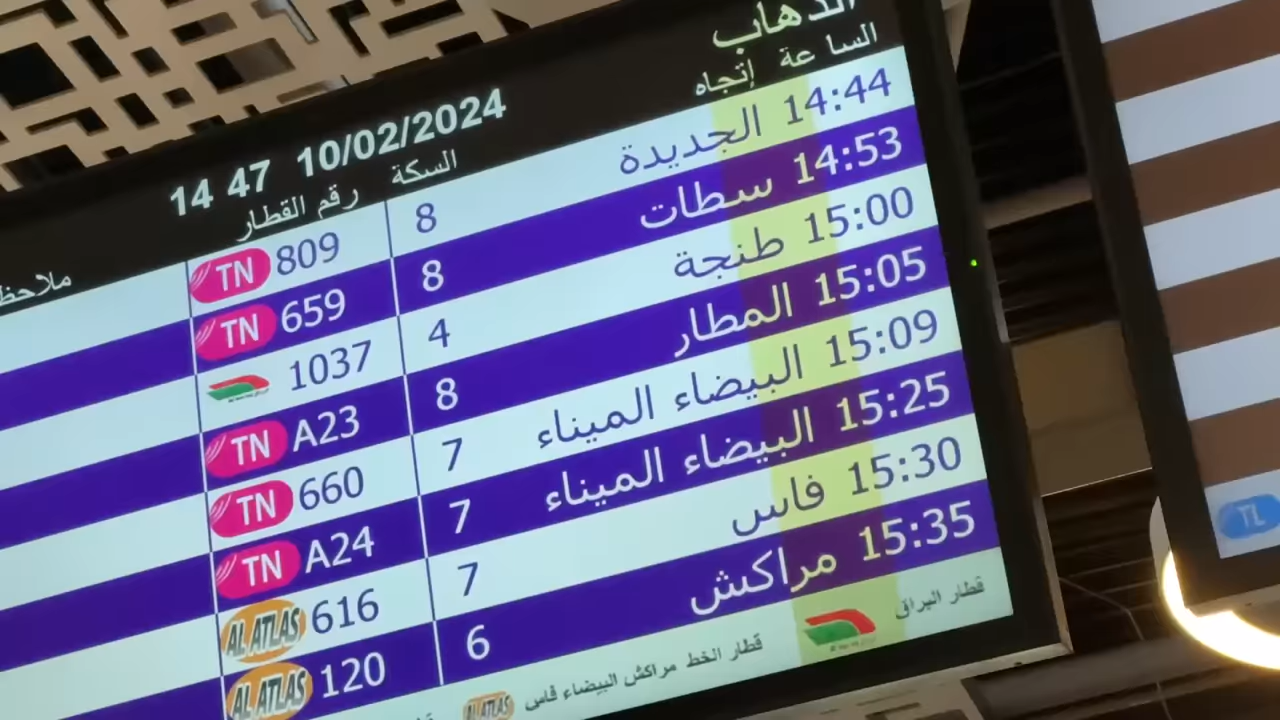 الذهاب
14 47 10/02/2024
الساعة إتجاه السكة رقم القطار
14:44 الجديدة 8 809 TN
14:53 سطات 8 659 TN
15:00 طنجة 4 1037
15:05 المطار 8 A23 TN
15:09 البيضاء الميناء 7 660 TN
15:25 البيضاء الميناء 7 A24 TN
15:30 فاس 7 616 AL ATLAS
15:35 مراكش 6 120 AL ATLAS
قطار البراق قطار الخط مراكش البيضاء فاس AL ATLAS
TL